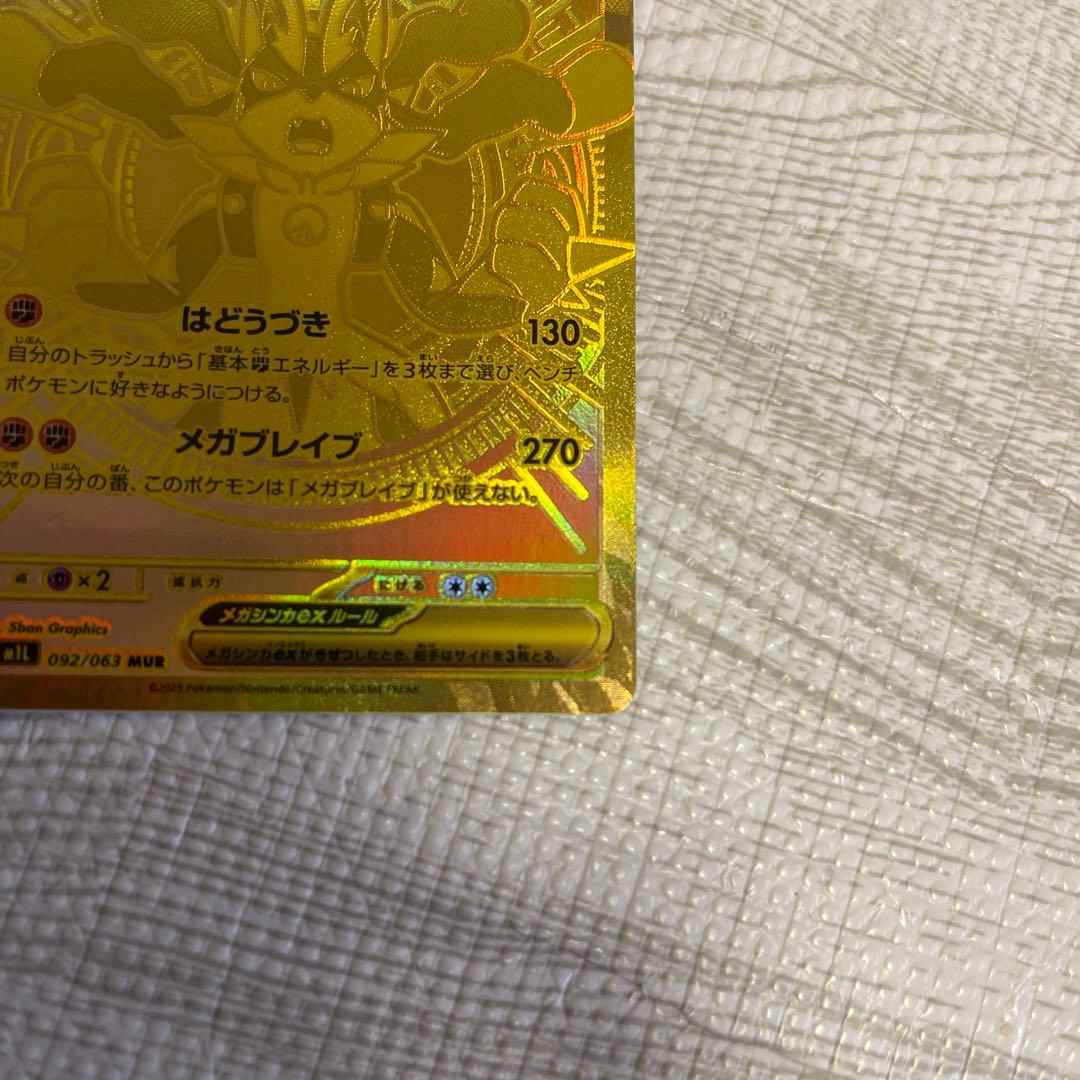 はどうづき 130
自分のトラッシュから「基本エネルギー」を3枚まで選び、ベンチ
ポケモンに好きなようにつける。
メガブレイブ 270
次の自分の番、このポケモンは「メガブレイブ」が使えない。
点 ×2 抵抗力 にげる
メガシンカexルール
メガシンカexがきぜつしたとき、相手はサイドを3枚とる。
5ban Graphics
m1L 092/063 MUR
©2025 Pokémon/Nintendo/Creatures/GAME FREAK